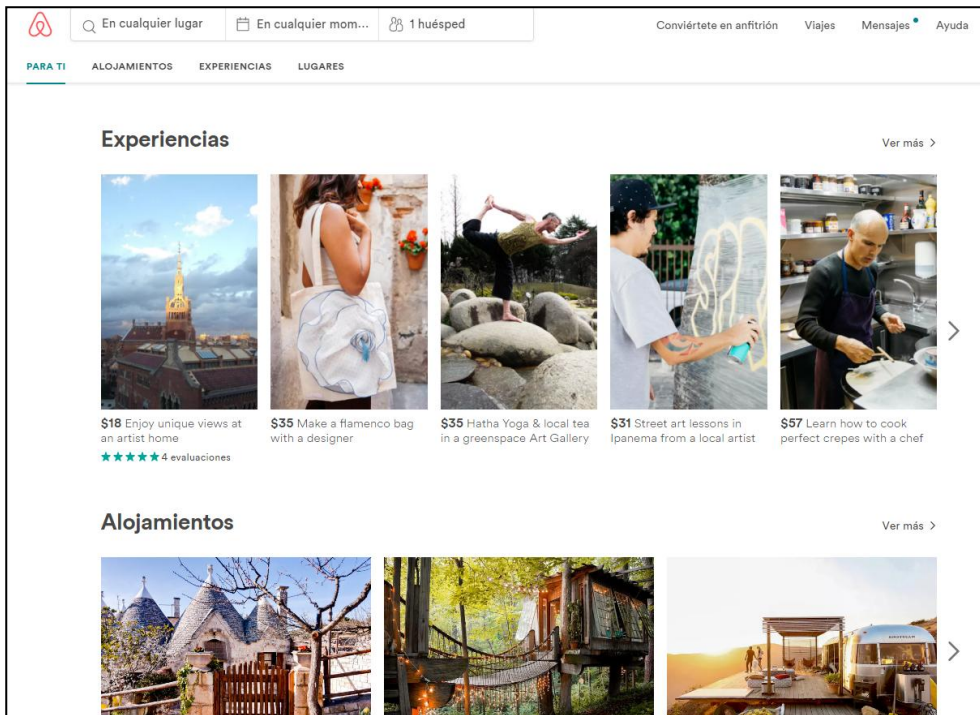 En cualquier lugar
En cualquier mom...
1 huésped
Conviértete en anfitrión
Viajes
Mensajes
Ayuda
PARA TI
ALOJAMIENTOS
EXPERIENCIAS
LUGARES
Experiencias
Ver más >
$18 Enjoy unique views at
an artist home
★★★★★ 4 evaluaciones
$35 Make a flamenco bag
with a designer
$35 Hatha Yoga & local tea
in a greenspace Art Gallery
$31 Street art lessons in
Ipanema from a local artist
$57 Learn how to cook
perfect crepes with a chef
Alojamientos
Ver más >